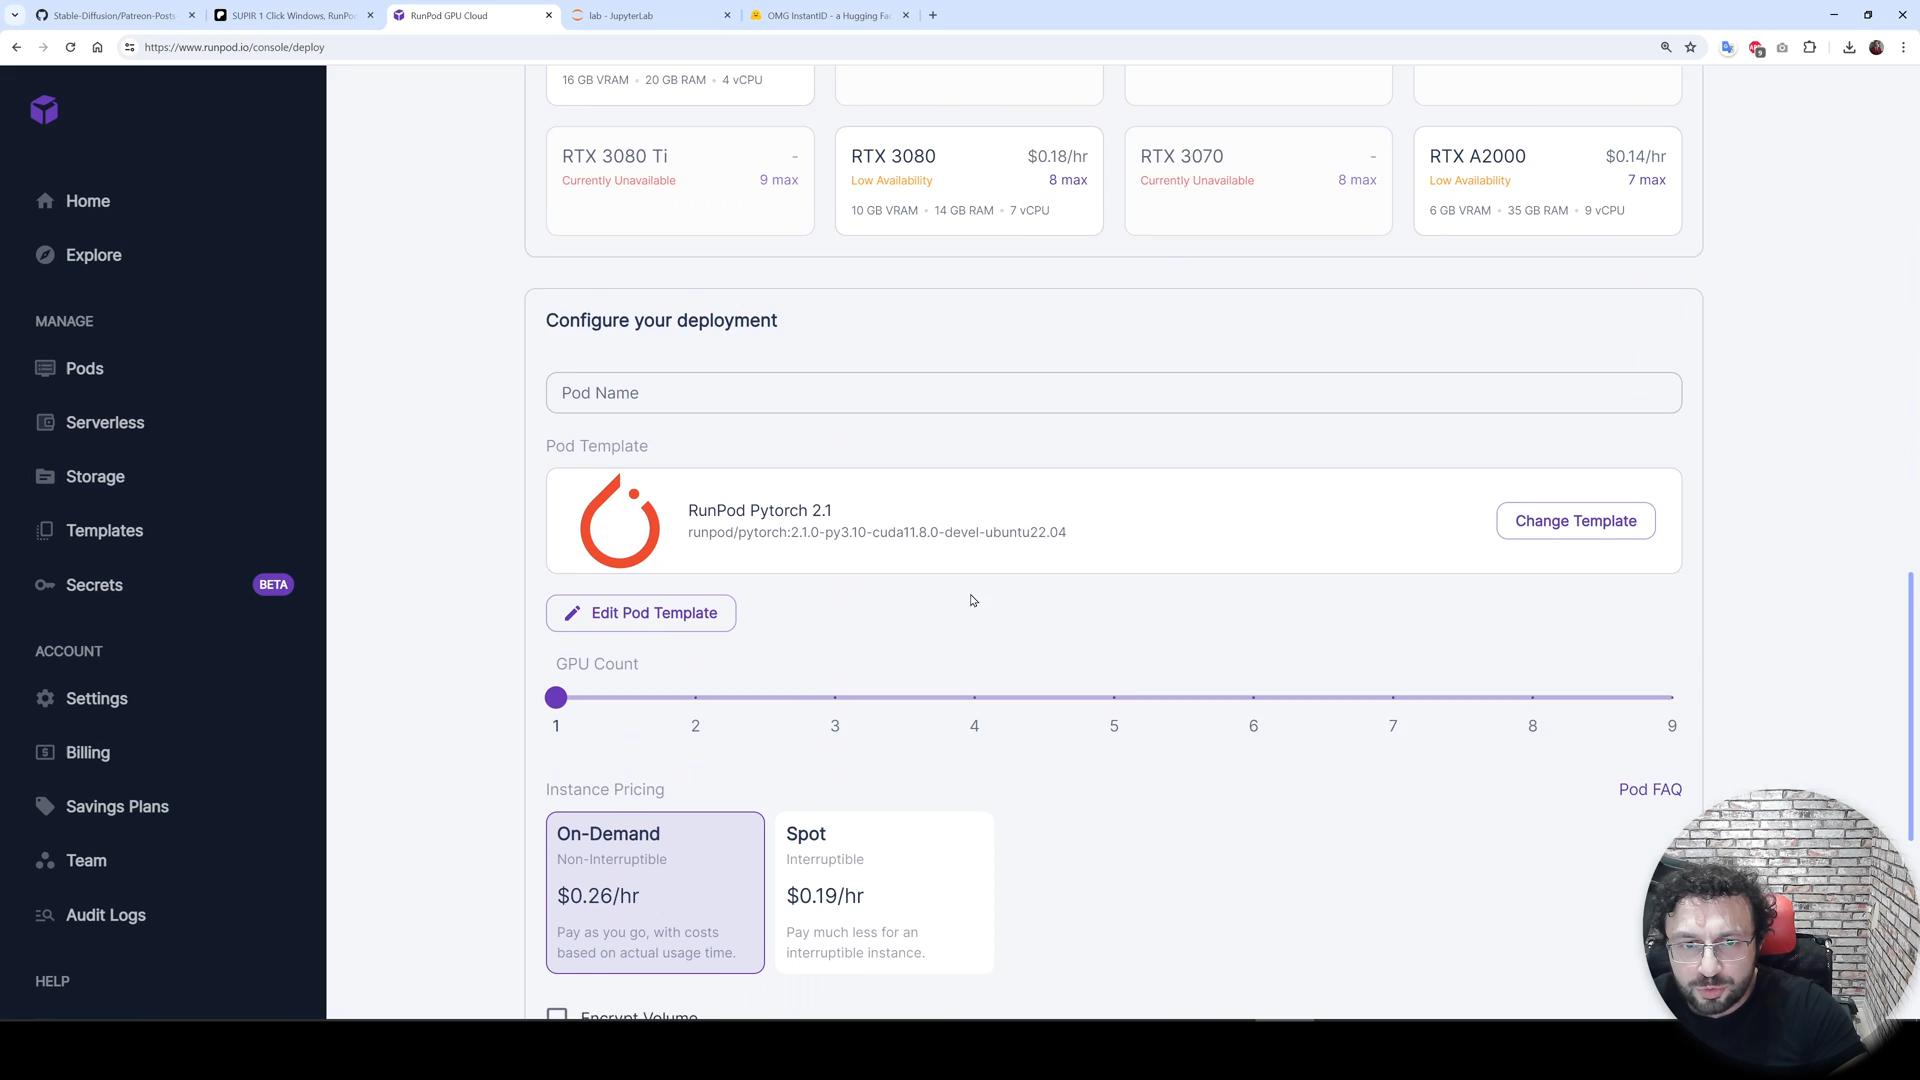 Stable-Diffusion/Patreon-Posts
SUPIR 1 Click Windows, RunPo
RunPod GPU Cloud
lab - JupyterLab
OMG InstantID - a Hugging Fa
https://www.runpod.io/console/deploy
9
Home
Explore
MANAGE
Pods
Serverless
Storage
Templates
Secrets
BETA
ACCOUNT
Settings
Billing
Savings Plans
Team
Audit Logs
HELP
16 GB VRAM • 20 GB RAM • 4 vCPU
RTX 3080 Ti -
Currently Unavailable 9 max
RTX 3080 $0.18/hr
Low Availability 8 max
10 GB VRAM • 14 GB RAM • 7 vCPU
RTX 3070 -
Currently Unavailable 8 max
RTX A2000 $0.14/hr
Low Availability 7 max
6 GB VRAM • 35 GB RAM • 9 vCPU
Configure your deployment
Pod Name
Pod Template
RunPod Pytorch 2.1
runpod/pytorch:2.1.0-py3.10-cuda11.8.0-devel-ubuntu22.04
Change Template
Edit Pod Template
GPU Count
1 2 3 4 5 6 7 8 9
Instance Pricing
Pod FAQ
On-Demand
Non-Interruptible
$0.26/hr
Pay as you go, with costs
based on actual usage time.
Spot
Interruptible
$0.19/hr
Pay much less for an
interruptible instance.
Encrypt Volume